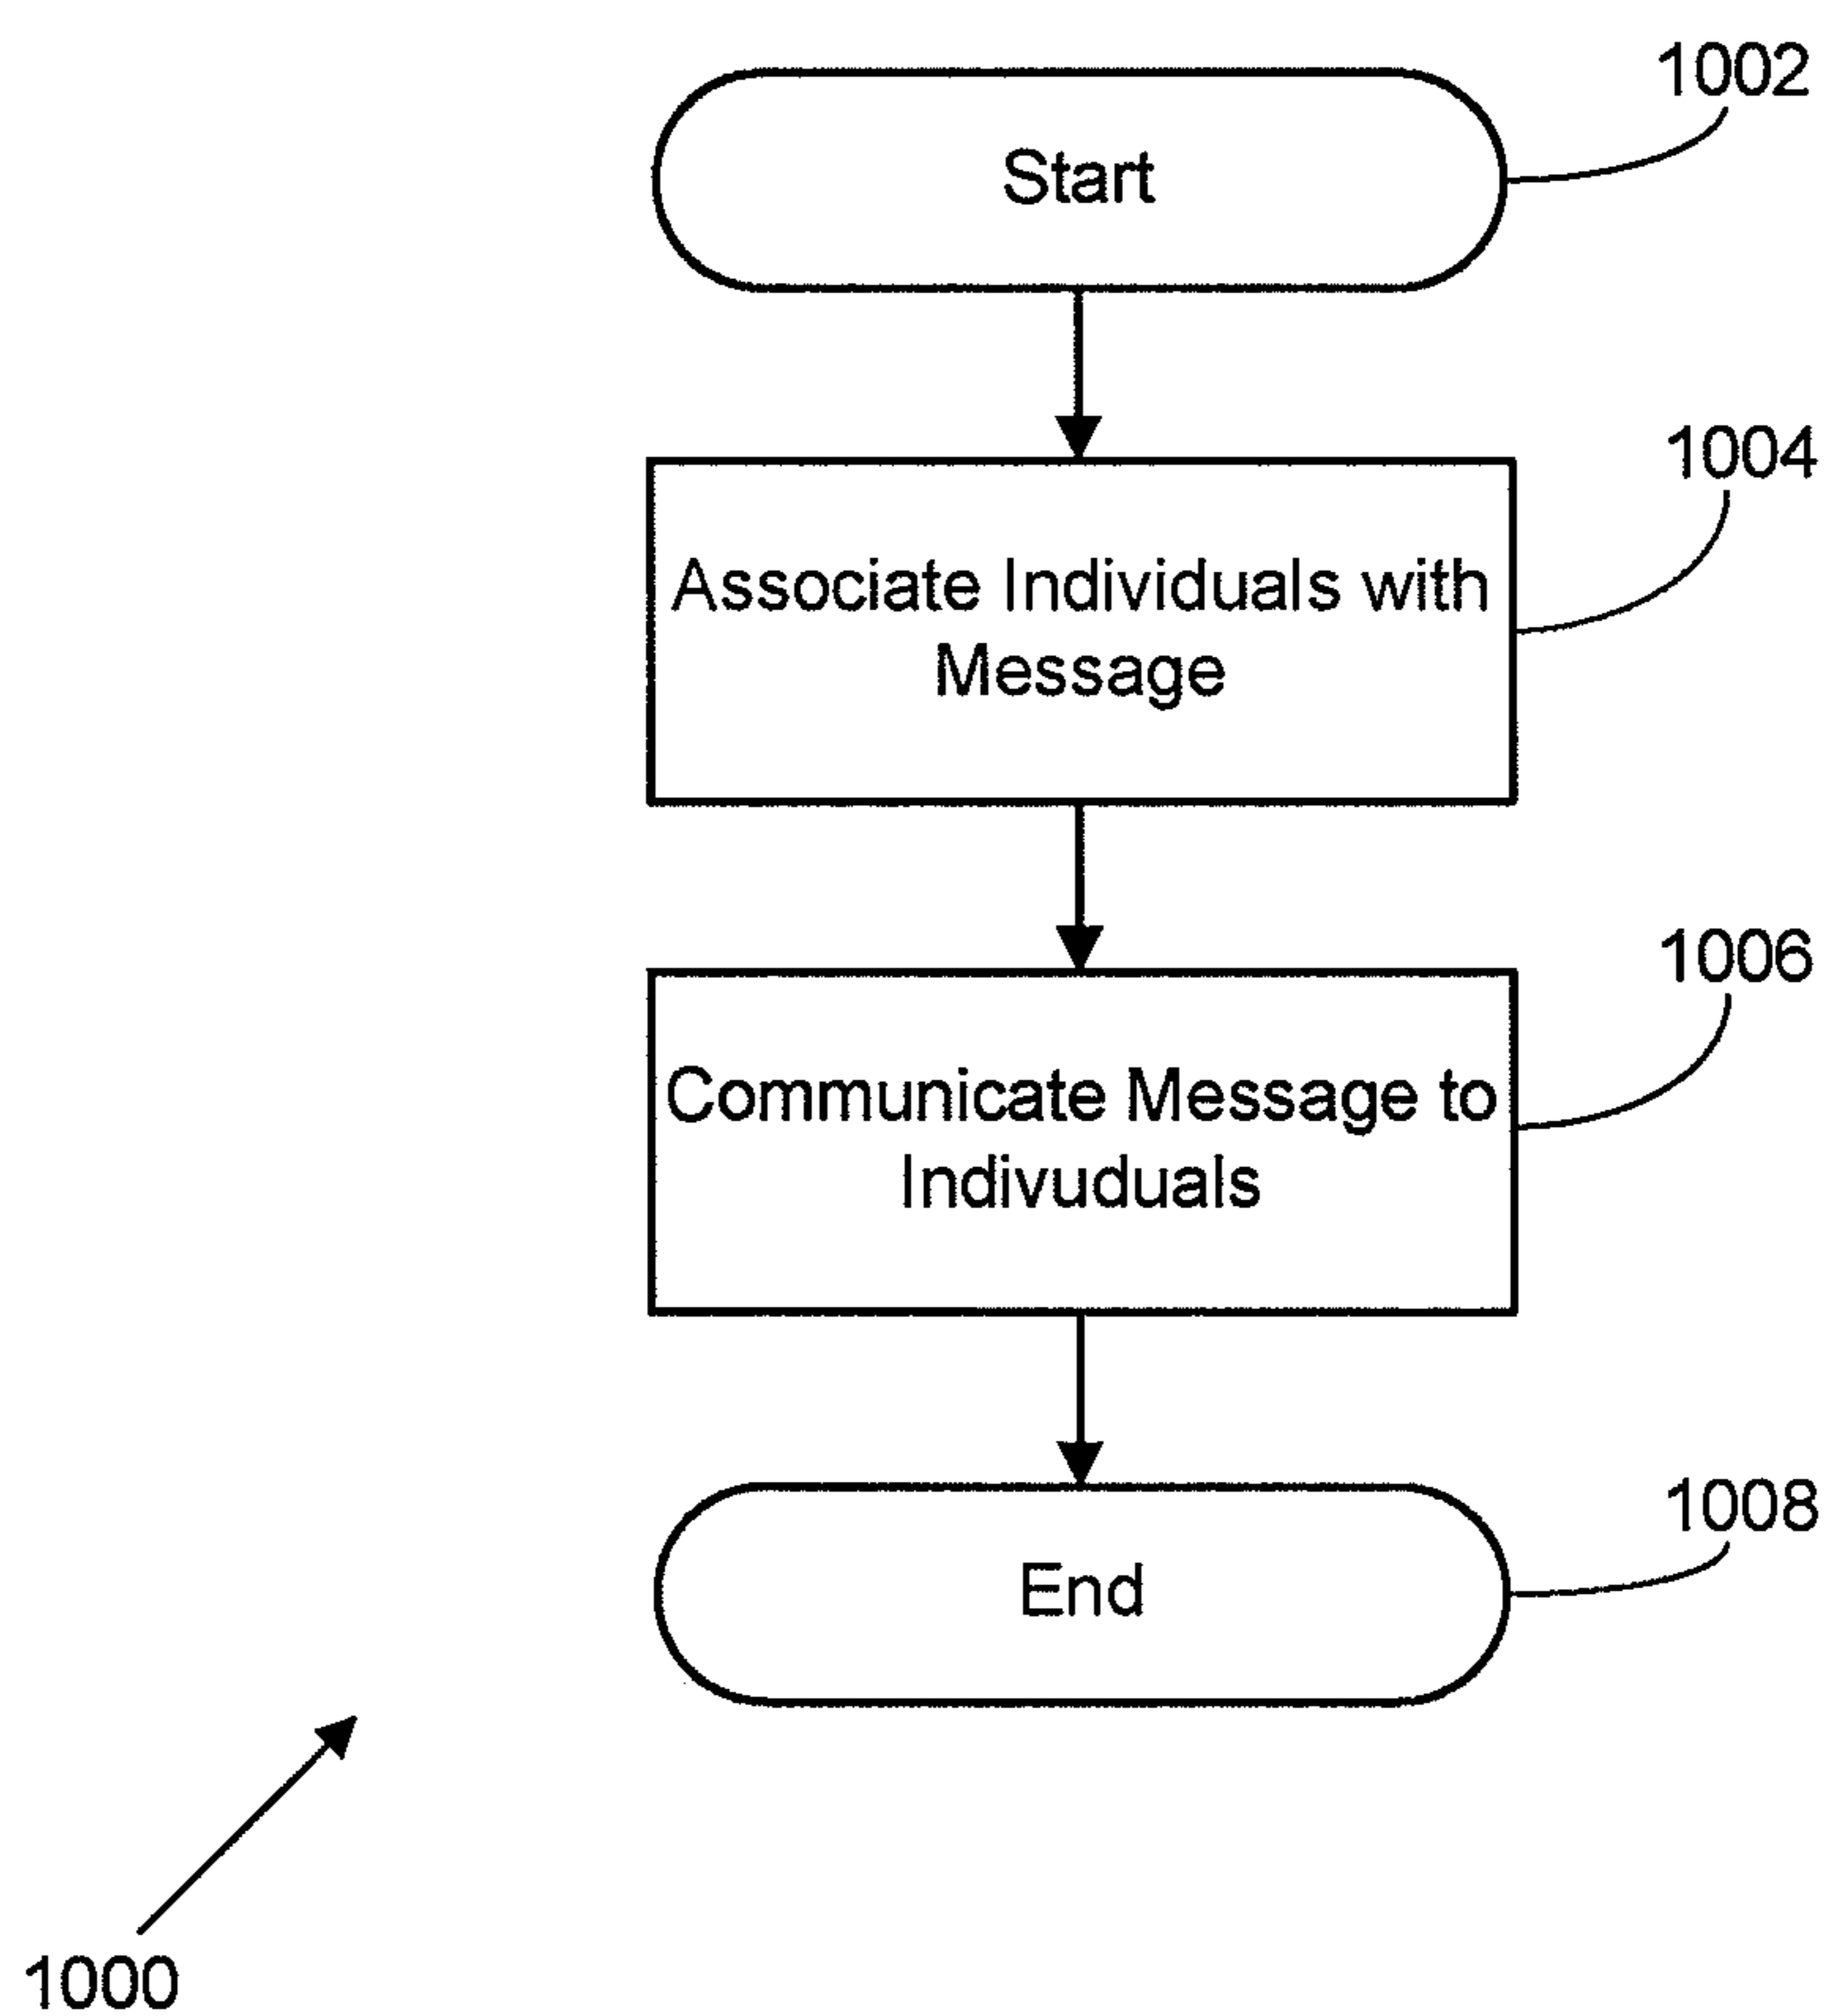 1002
Start
1004
Associate Individuals with
Message
1006
Communicate Message to
Indivuduals
1008
End
1000